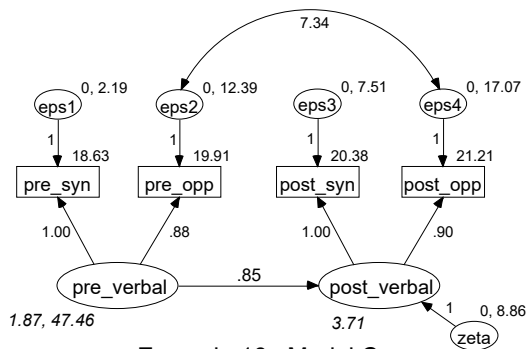 7.34
0, 2.19
0, 12.39
0, 7.51
0, 17.07
eps1
eps2
eps3
eps4
1
1
1
1
18.63
19.91
20.38
21.21
pre_syn
pre_opp
post_syn
post_opp
1.00
.88
1.00
.90
.85
pre_verbal
post_verbal
1.87, 47.46
3.71
1
0, 8.86
zeta